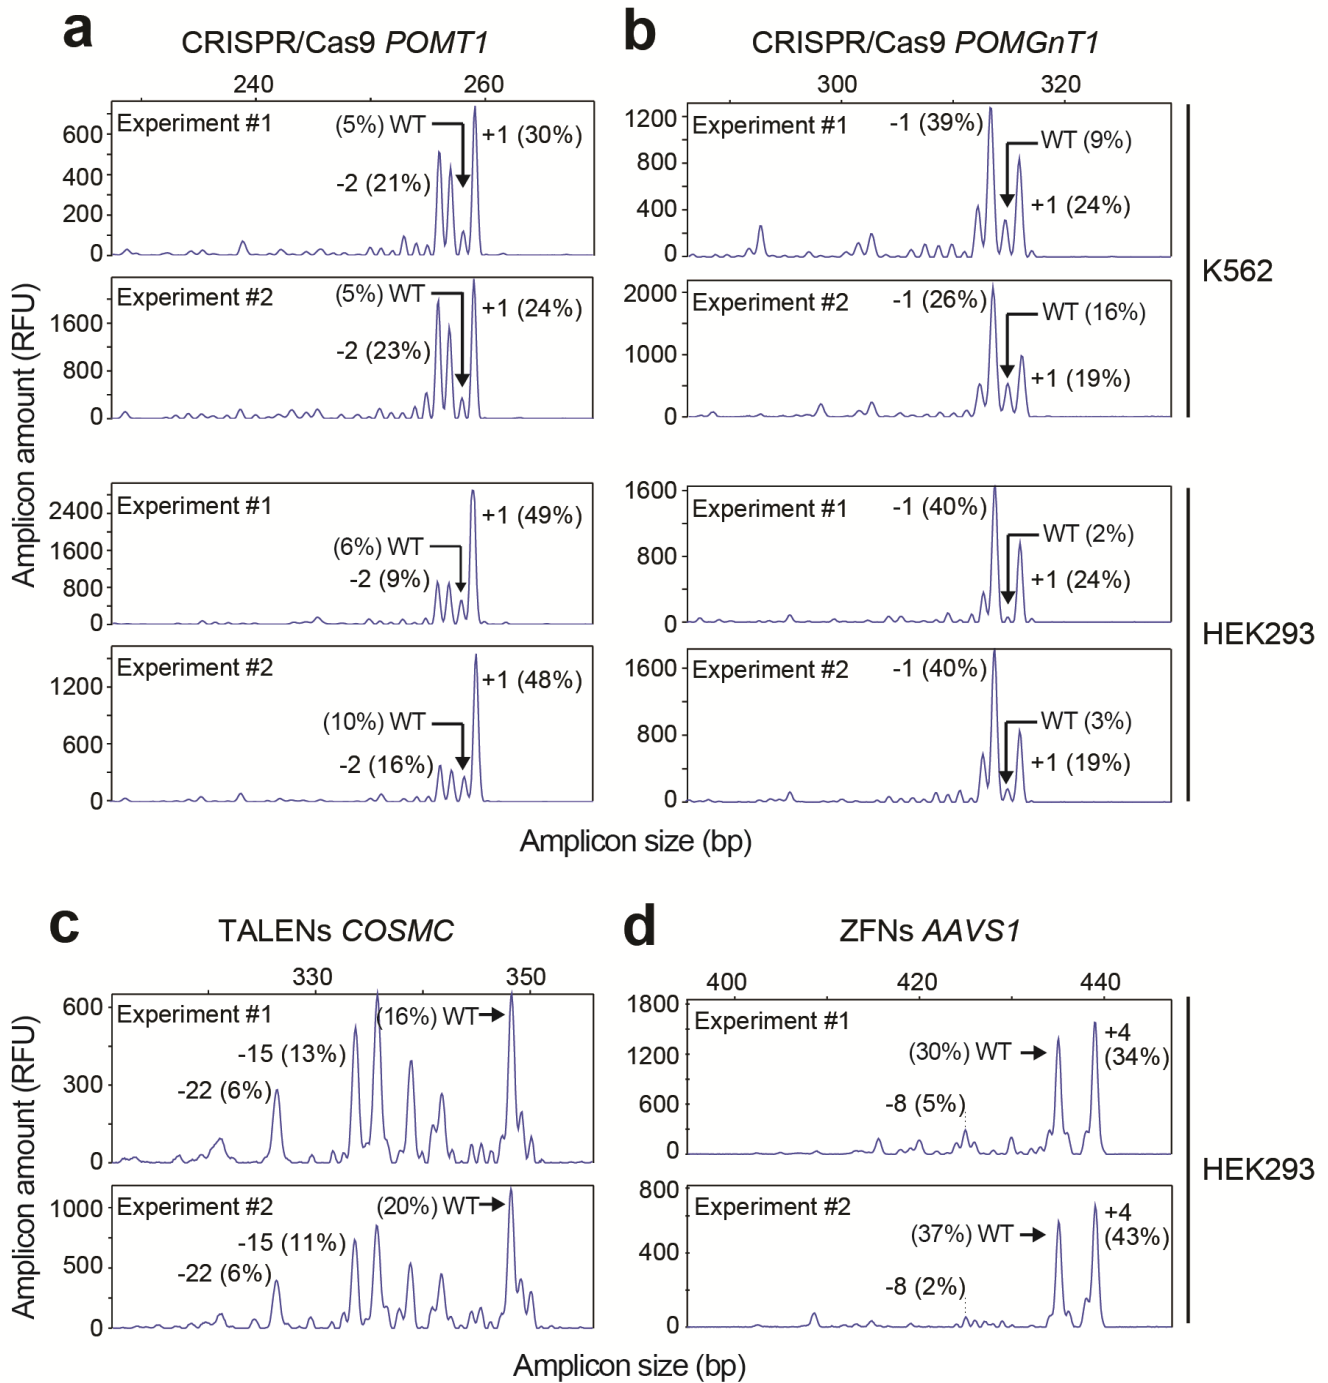 a
CRISPR/Cas9 POMT1
240 260
Experiment #1
(5%) WT
+1 (30%)
-2 (21%)
600
400
200
0
Experiment #2
(5%) WT
+1 (24%)
-2 (23%)
1600
800
0
Experiment #1
+1 (49%)
(6%) WT
-2 (9%)
2400
1600
800
0
Experiment #2
+1 (48%)
(10%) WT
-2 (16%)
1200
600
0
b
CRISPR/Cas9 POMGnT1
300 320
Experiment #1
-1 (39%)
WT (9%)
+1 (24%)
1200
800
400
0
Experiment #2
-1 (26%)
WT (16%)
+1 (19%)
2000
1000
0
K562
Experiment #1
-1 (40%)
WT (2%)
+1 (24%)
1600
800
0
Experiment #2
-1 (40%)
WT (3%)
+1 (19%)
1600
800
0
HEK293
Amplicon amount (RFU)
Amplicon size (bp)
c
TALENs COSMC
330 350
Experiment #1
(16%) WT
-15 (13%)
-22 (6%)
600
300
0
Experiment #2
(20%) WT
-15 (11%)
-22 (6%)
1000
500
0
d
ZFNs AAVS1
400 420 440
Experiment #1
+4
(34%)
(30%) WT
-8 (5%)
1800
1200
600
0
Experiment #2
+4
(43%)
(37%) WT
-8 (2%)
800
400
0
HEK293
Amplicon amount (RFU)
Amplicon size (bp)